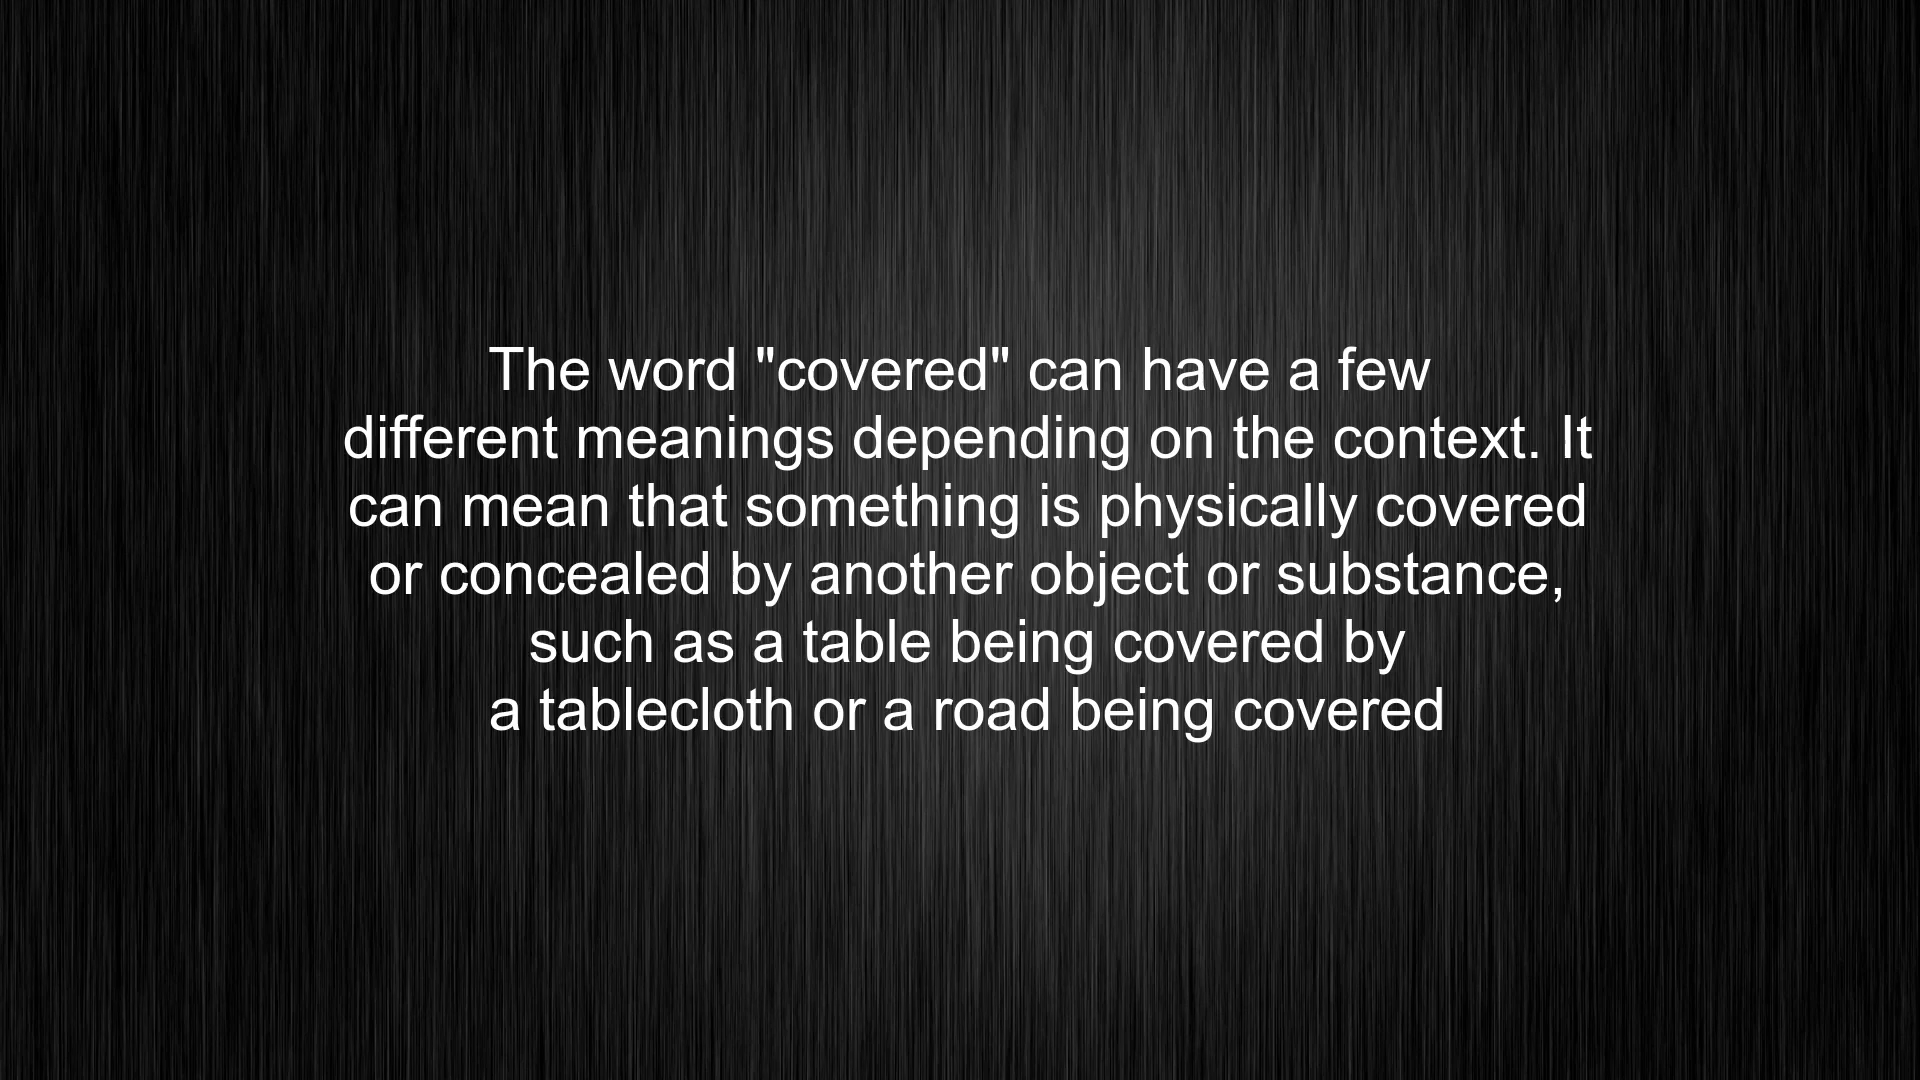 The word "covered" can have a few
different meanings depending on the context. It
can mean that something is physically covered
or concealed by another object or substance,
such as a table being covered by
a tablecloth or a road being covered